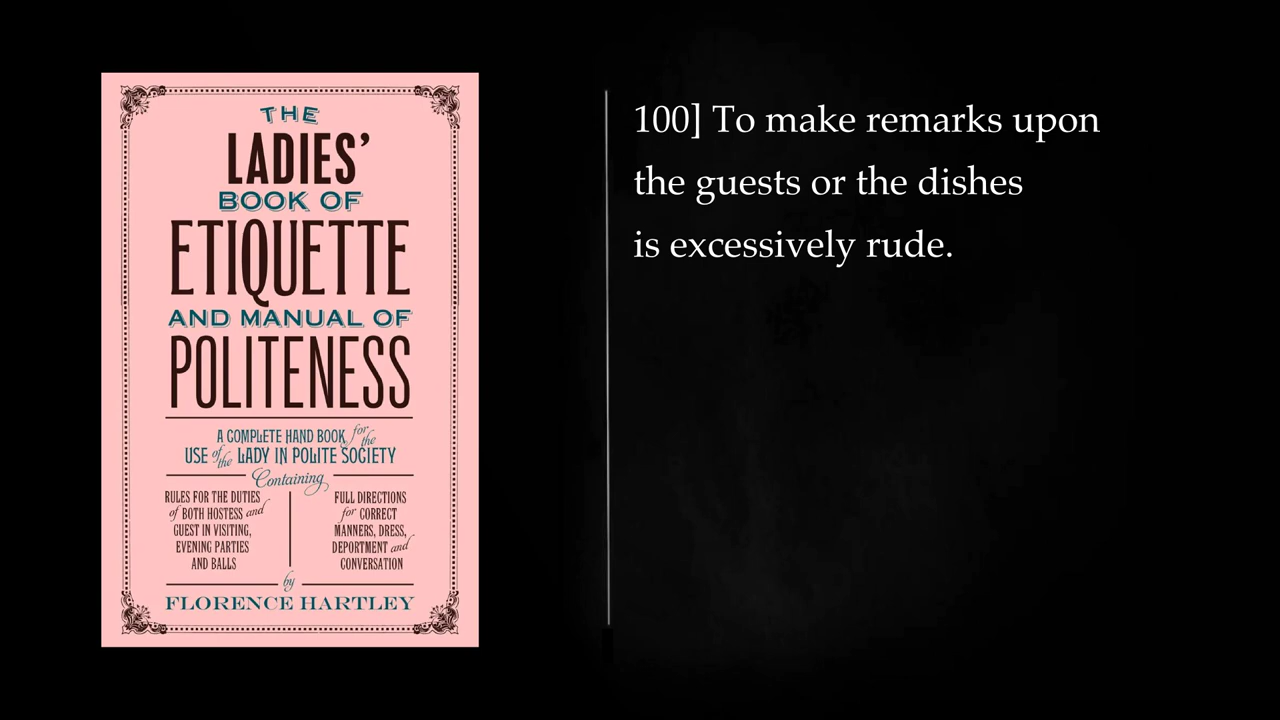 THE
LADIES'
BOOK OF
ETIQUETTE
AND MANUAL OF
POLITENESS
A COMPLETE HAND BOOK for the
USE of the LADY IN POLITE SOCIETY
Containing
RULES FOR THE DUTIES
of BOTH HOSTESS and
GUEST IN VISITING,
EVENING PARTIES
AND BALLS
FULL DIRECTIONS
for CORRECT
MANNERS, DRESS,
DEPORTMENT and
CONVERSATION
by
FLORENCE HARTLEY
100] To make remarks upon
the guests or the dishes
is excessively rude.